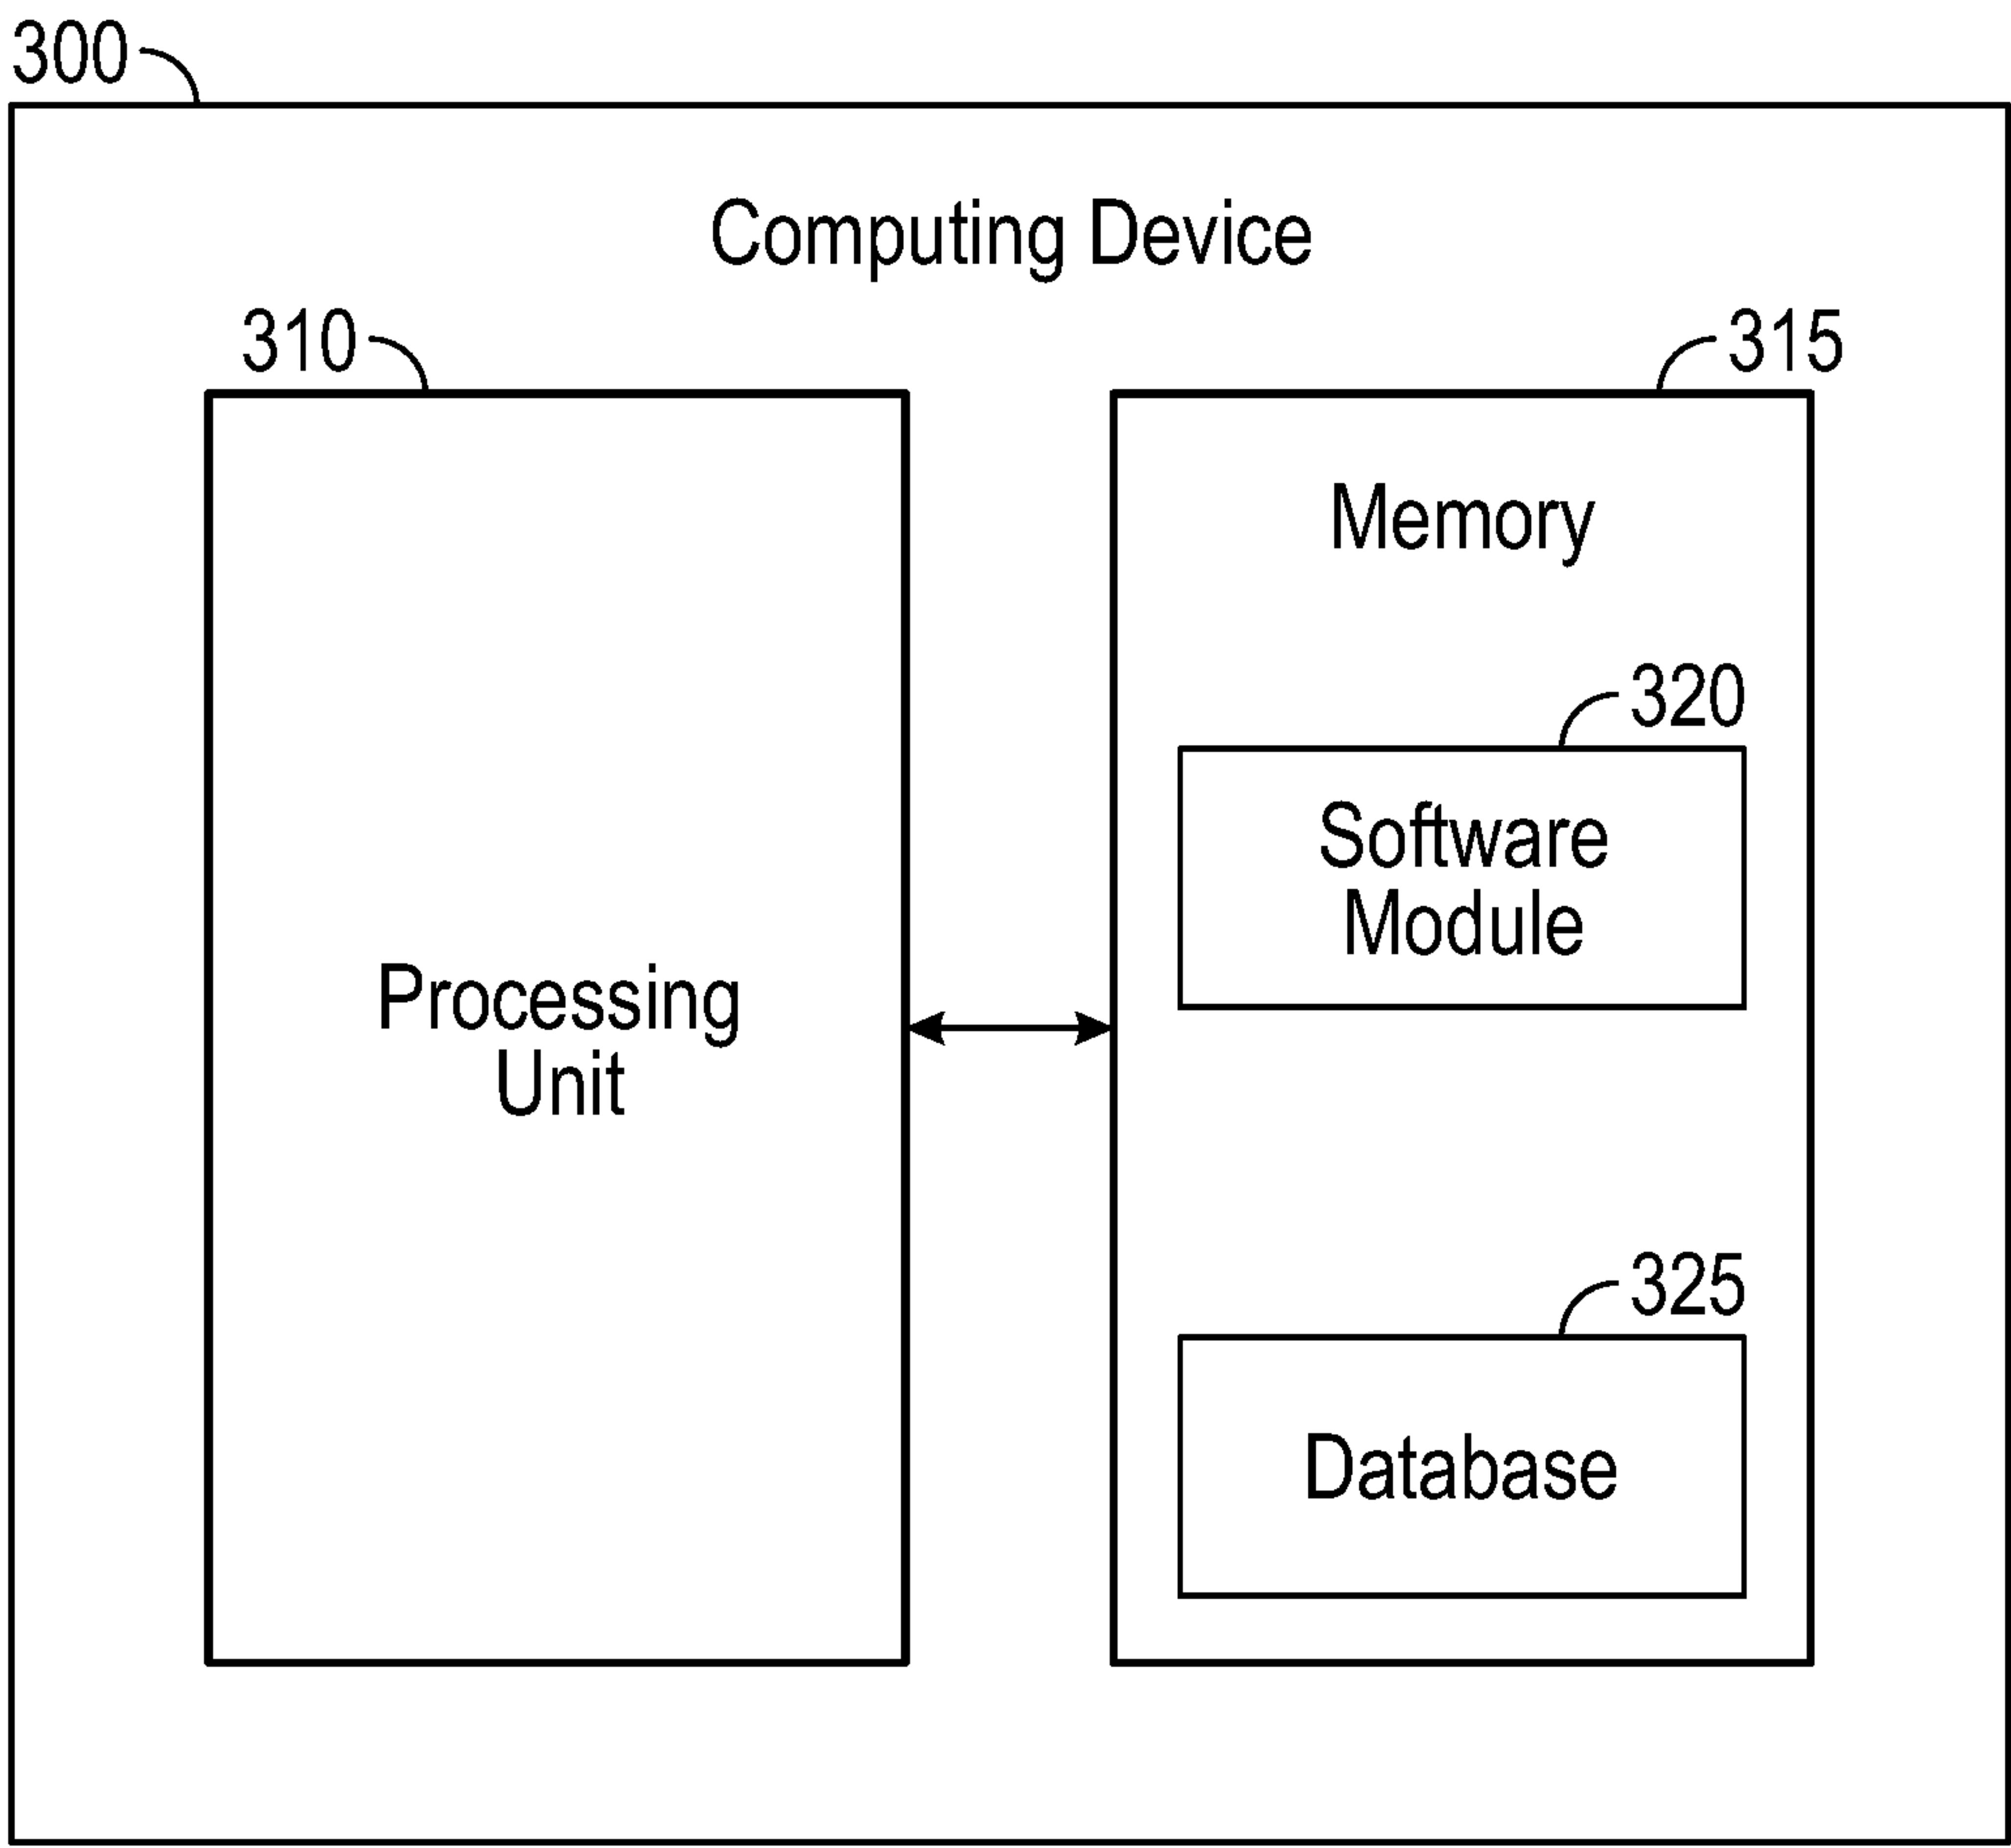 300
Computing Device
310
315
Memory
320
Software
Module
Processing
Unit
325
Database